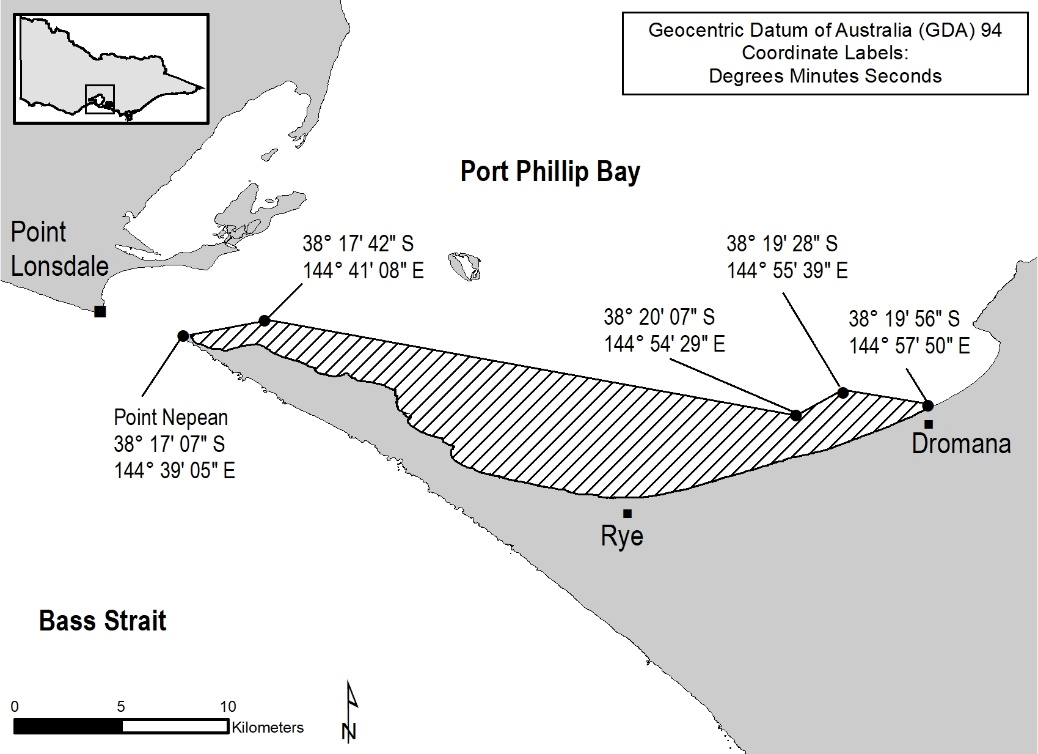 Geocentric Datum of Australia (GDA) 94
Coordinate Labels:
Degrees Minutes Seconds
Port Phillip Bay
Point
Lonsdale
38° 17' 42" S
144° 41' 08" E
38° 19' 28" S
144° 55' 39" E
38° 20' 07" S
144° 54' 29" E
38° 19' 56" S
144° 57' 50" E
Point Nepean
38° 17' 07" S
144° 39' 05" E
Dromana
Rye
Bass Strait
0 5 10
Kilometers
N